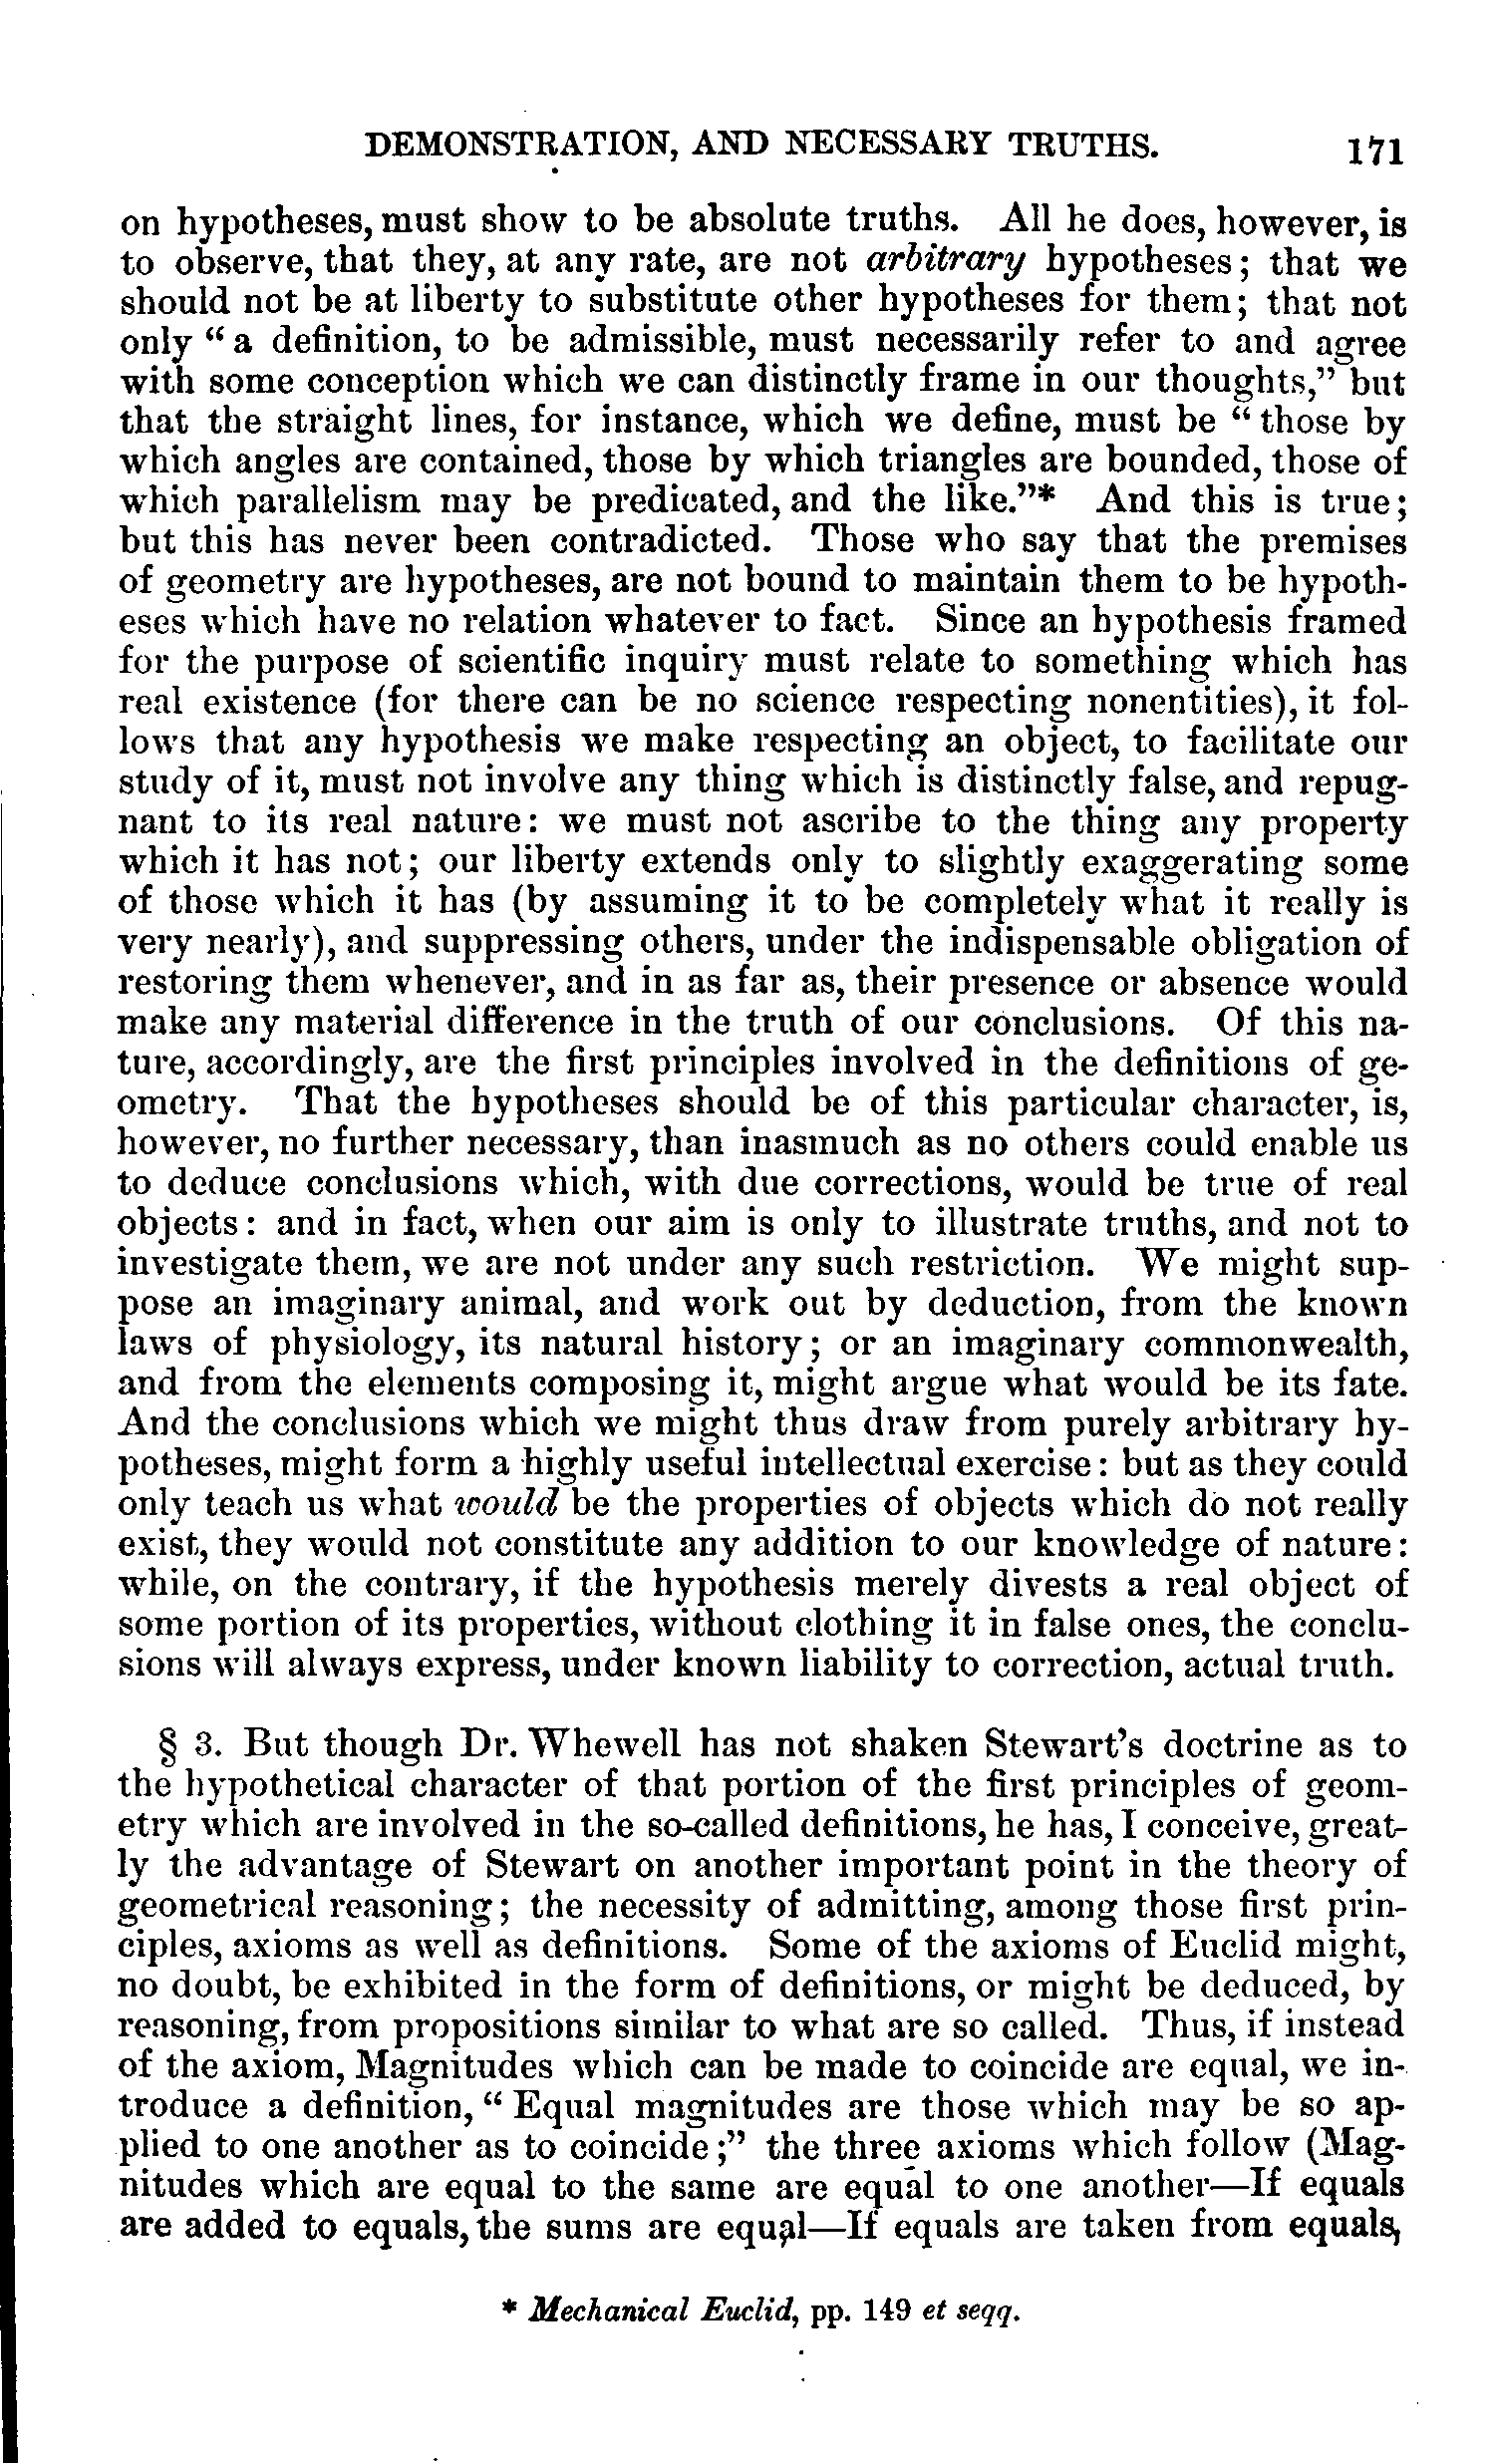 DEMONSTRATION, AND NECESSARY TRUTHS. 171
on hypotheses, must show to be absolute truths. All he does, however, is
to observe, that they, at any rate, are not arbitrary hypotheses; that we
should not be at liberty to substitute other hypotheses for them; that not
only “a definition, to be admissible, must necessarily refer to and agree
with some conception which we can distinctly frame in our thoughts,” but
that the straight lines, for instance, which we define, must be “those by
which angles are contained, those by which triangles are bounded, those of
which parallelism may be predicated, and the like.”* And this is true;
but this has never been contradicted. Those who say that the premises
of geometry are hypotheses, are not bound to maintain them to be hypoth-
eses which have no relation whatever to fact. Since an hypothesis framed
for the purpose of scientific inquiry must relate to something which has
real existence (for there can be no science respecting nonentities), it fol-
lows that any hypothesis we make respecting an object, to facilitate our
study of it, must not involve any thing which is distinctly false, and repug-
nant to its real nature: we must not ascribe to the thing any property
which it has not; our liberty extends only to slightly exaggerating some
of those which it has (by assuming it to be completely what it really is
very nearly), and suppressing others, under the indispensable obligation of
restoring them whenever, and in as far as, their presence or absence would
make any material difference in the truth of our conclusions. Of this na-
ture, accordingly, are the first principles involved in the definitions of ge-
ometry. That the hypotheses should be of this particular character, is,
however, no further necessary, than inasmuch as no others could enable us
to deduce conclusions which, with due corrections, would be true of real
objects: and in fact, when our aim is only to illustrate truths, and not to
investigate them, we are not under any such restriction. We might sup-
pose an imaginary animal, and work out by deduction, from the known
laws of physiology, its natural history; or an imaginary commonwealth,
and from the elements composing it, might argue what would be its fate.
And the conclusions which we might thus draw from purely arbitrary hy-
potheses, might form a highly useful intellectual exercise: but as they could
only teach us what would be the properties of objects which do not really
exist, they would not constitute any addition to our knowledge of nature:
while, on the contrary, if the hypothesis merely divests a real object of
some portion of its properties, without clothing it in false ones, the conclu-
sions will always express, under known liability to correction, actual truth.
§ 3. But though Dr. Whewell has not shaken Stewart’s doctrine as to
the hypothetical character of that portion of the first principles of geom-
etry which are involved in the so-called definitions, he has, I conceive, great-
ly the advantage of Stewart on another important point in the theory of
geometrical reasoning; the necessity of admitting, among those first prin-
ciples, axioms as well as definitions. Some of the axioms of Euclid might,
no doubt, be exhibited in the form of definitions, or might be deduced, by
reasoning, from propositions similar to what are so called. Thus, if instead
of the axiom, Magnitudes which can be made to coincide are equal, we in-
troduce a definition, “Equal magnitudes are those which may be so ap-
plied to one another as to coincide;” the three axioms which follow (Mag-
nitudes which are equal to the same are equal to one another—If equals
are added to equals, the sums are equal—If equals are taken from equals,
* Mechanical Euclid, pp. 149 et seqq.